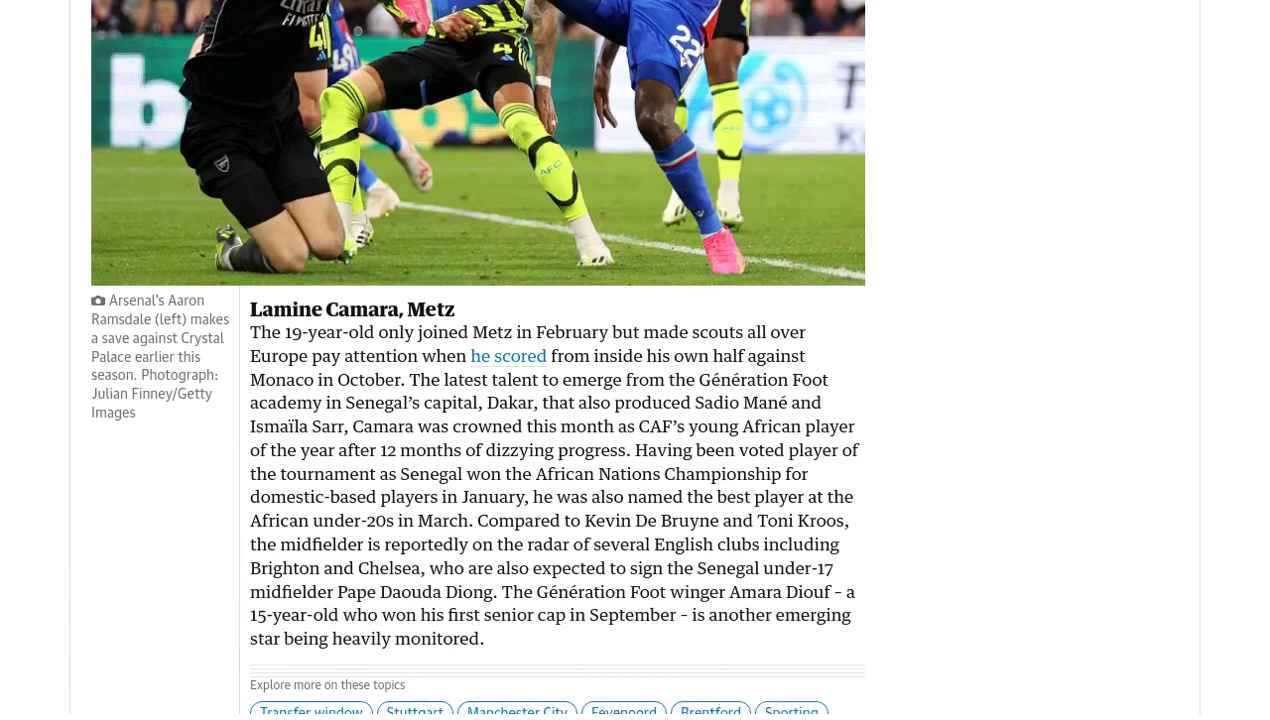 Emirates
FLY BETTER
41
49
4
22
b
AFC
AFC
Arsenal's Aaron
Ramsdale (left) makes
a save against Crystal
Palace earlier this
season. Photograph:
Julian Finney/Getty
Images
Lamine Camara, Metz
The 19-year-old only joined Metz in February but made scouts all over
Europe pay attention when he scored from inside his own half against
Monaco in October. The latest talent to emerge from the Génération Foot
academy in Senegal’s capital, Dakar, that also produced Sadio Mané and
Ismaïla Sarr, Camara was crowned this month as CAF’s young African player
of the year after 12 months of dizzying progress. Having been voted player of
the tournament as Senegal won the African Nations Championship for
domestic-based players in January, he was also named the best player at the
African under-20s in March. Compared to Kevin De Bruyne and Toni Kroos,
the midfielder is reportedly on the radar of several English clubs including
Brighton and Chelsea, who are also expected to sign the Senegal under-17
midfielder Pape Daouda Diong. The Génération Foot winger Amara Diouf – a
15-year-old who won his first senior cap in September – is another emerging
star being heavily monitored.
Explore more on these topics
Transfer window Stuttgart Manchester City Feyenoord Brentford Sporting